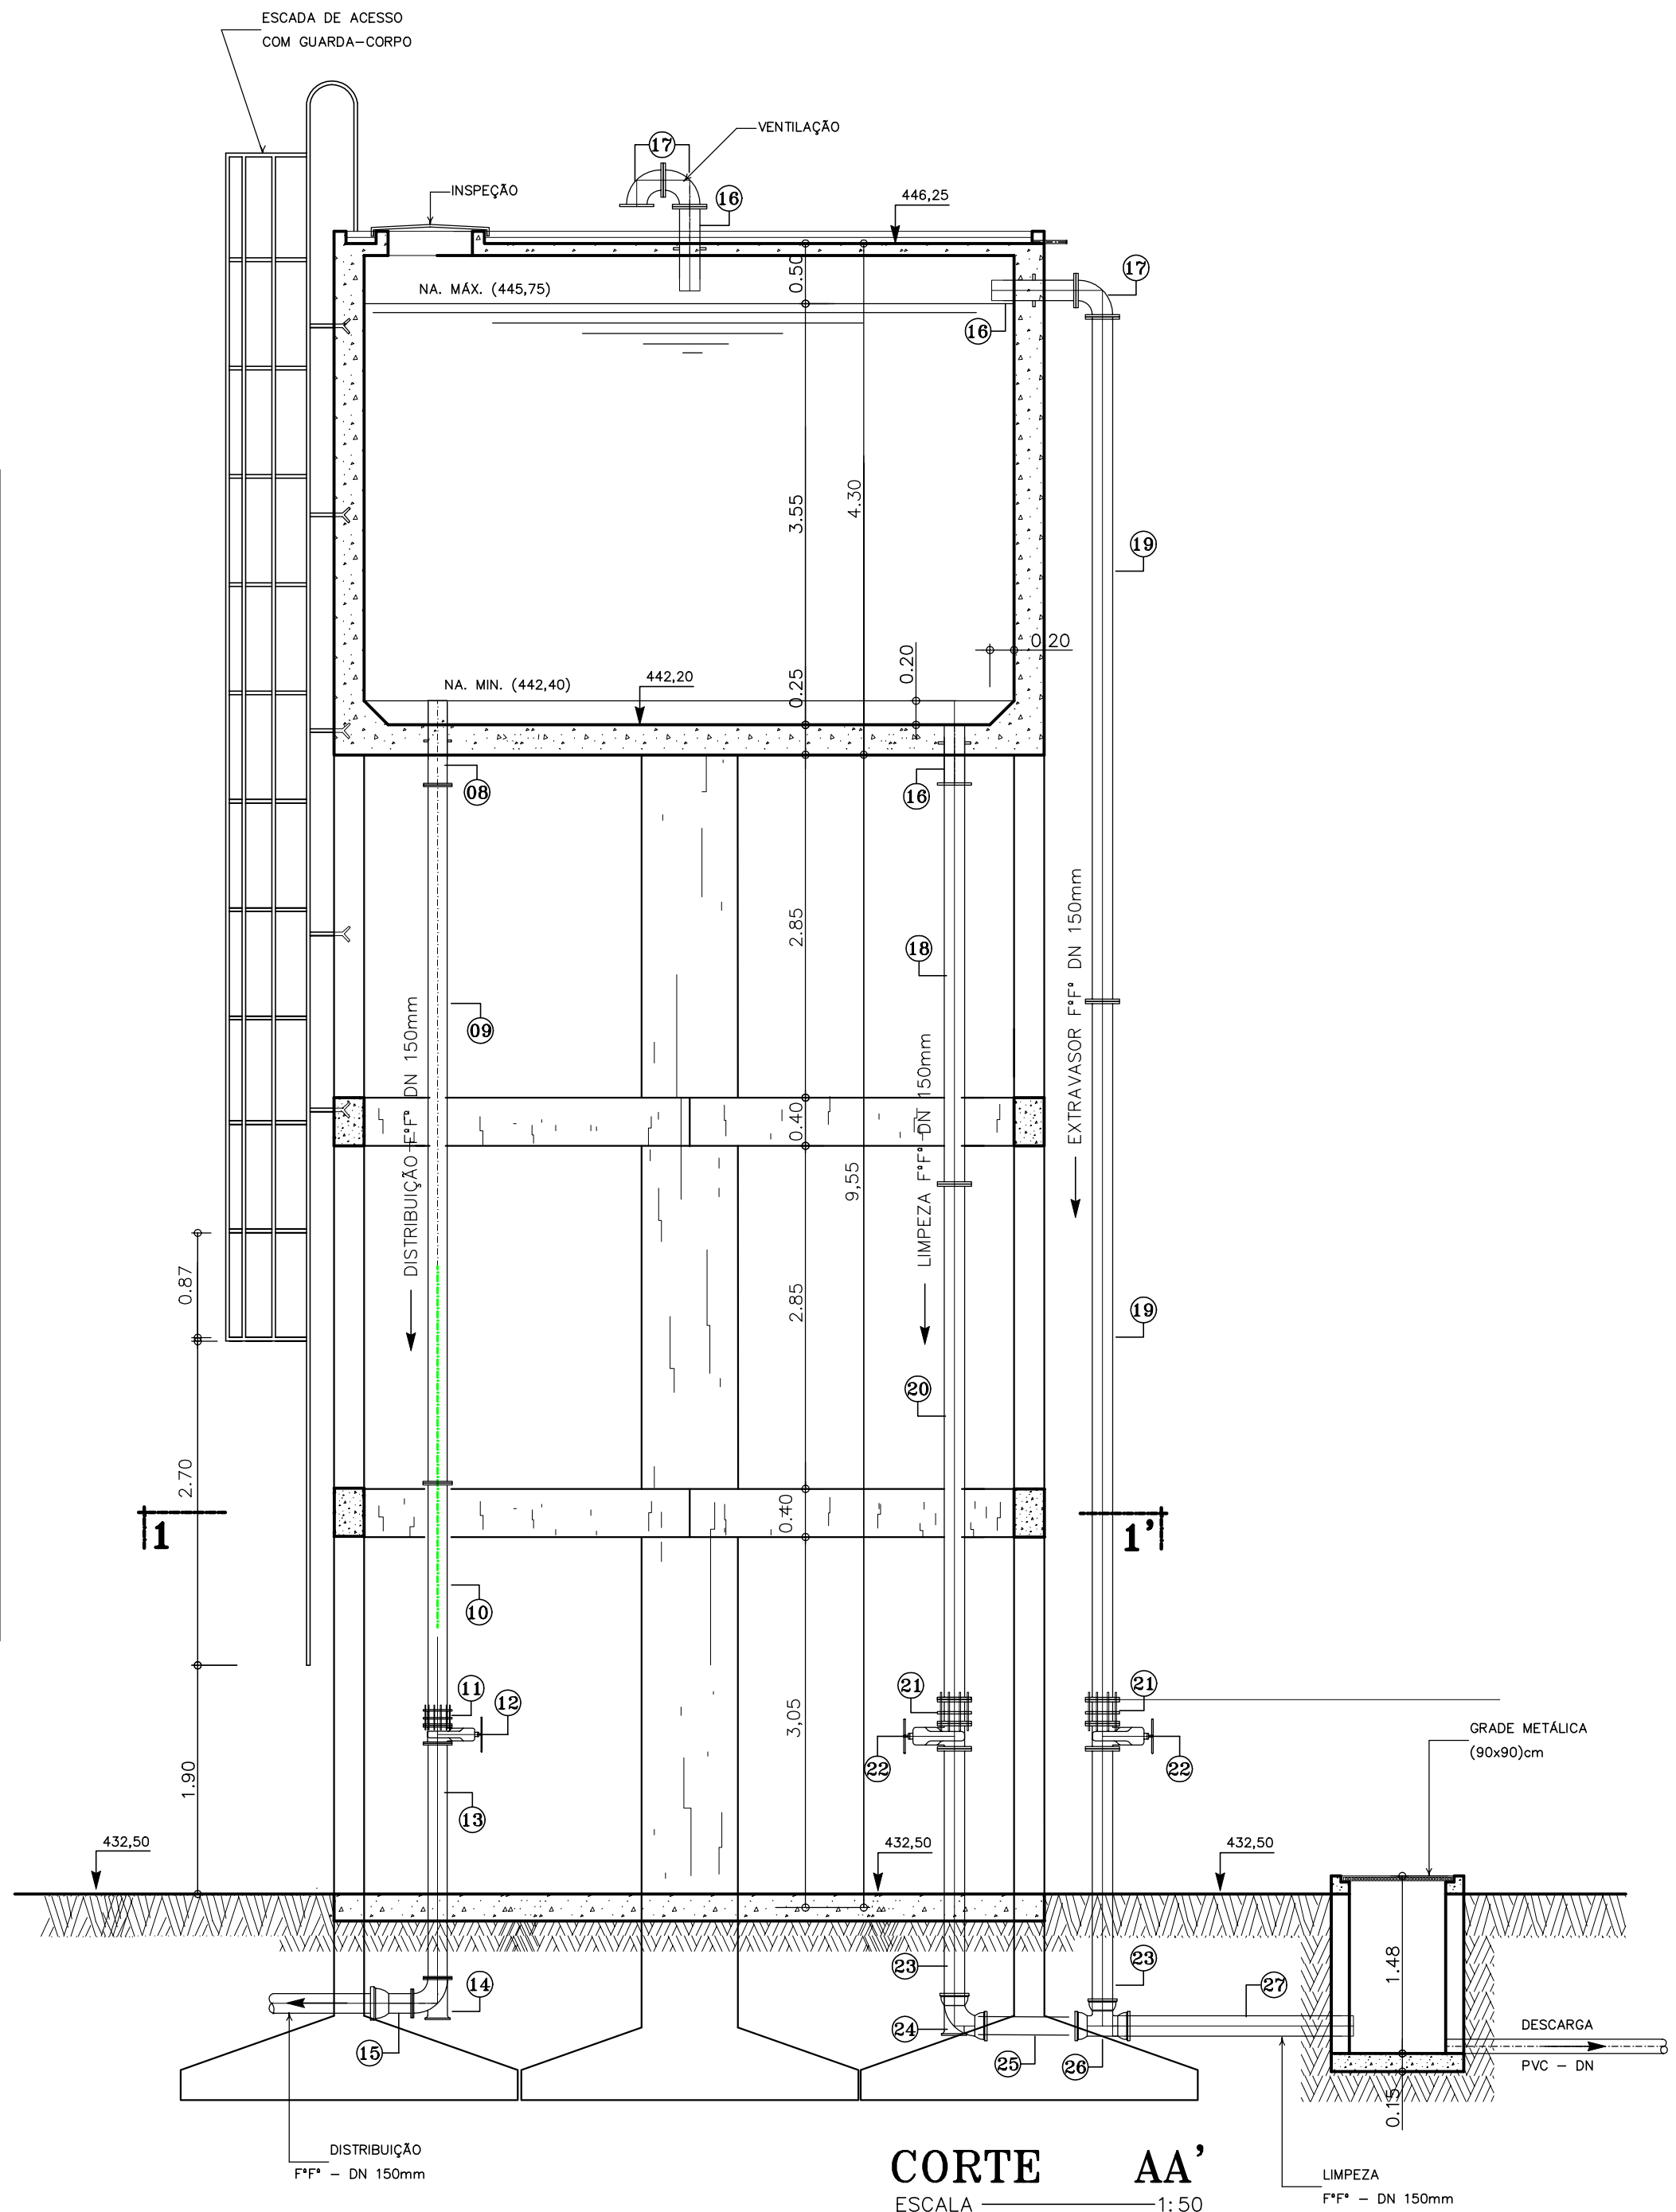 ESCADA DE ACESSO
COM GUARDA-CORPO
VENTILAÇÃO
17
INSPEÇÃO
16
446,25
17
0.50
NA. MÁX. (445,75)
16
3.55
4.30
19
0.20
0.20
NA. MIN. (442,40)
442,20
0.25
08
16
2.85
18
09
DISTRIBUIÇÃO FºFº DN 150mm
LIMPEZA FºFº DN 150mm
EXTRAVASOR FºFº DN 150mm
0.40
9,55
0.87
2.85
19
20
2.70
0.40
1
1'
10
11
12
21
21
3,05
22
22
GRADE METÁLICA
(90x90)cm
1.90
13
432,50
432,50
432,50
1.48
23
23
14
27
24
15
25
26
DESCARGA
PVC - DN
0.15
DISTRIBUIÇÃO
FºFº - DN 150mm
CORTE AA'
ESCALA 1:50
LIMPEZA
FºFº - DN 150mm